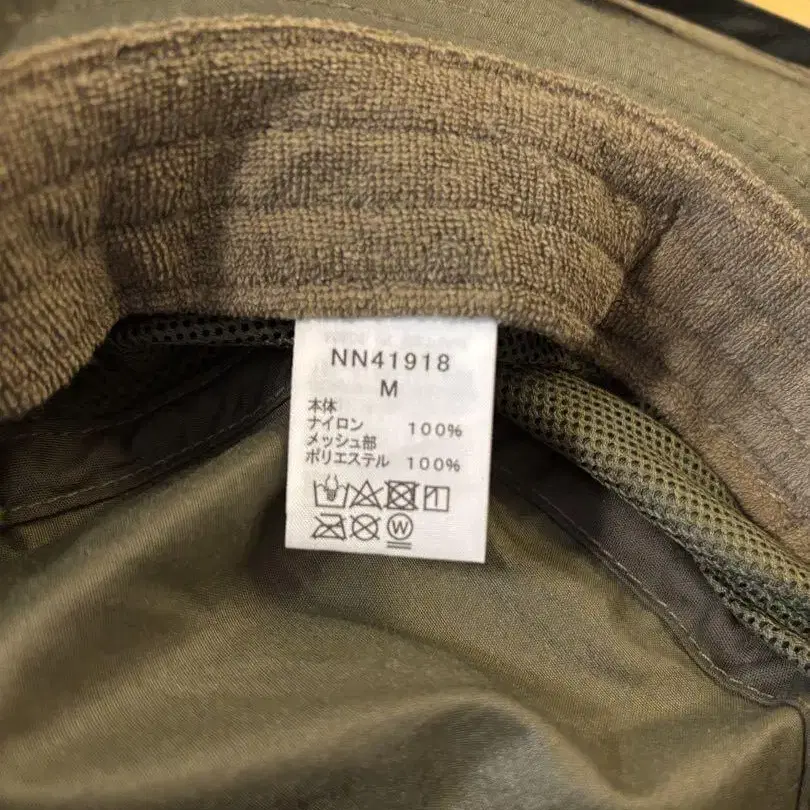 NN41918
M
本体
ナイロン 100%
メッシュ部
ポリエステル 100%
W